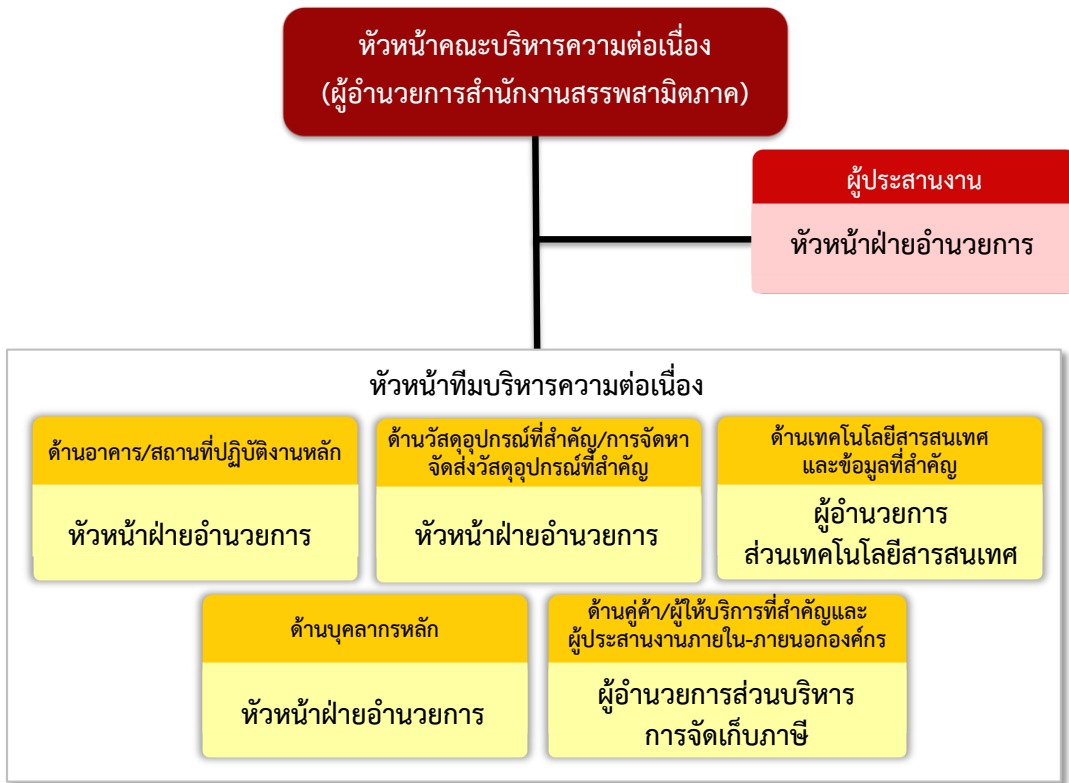 หัวหน้าคณะบริหารความต่อเนื่อง
(ผู้อำนวยการสำนักงานสรรพสามิตภาค)
ผู้ประสานงาน
หัวหน้าฝ่ายอำนวยการ
หัวหน้าทีมบริหารความต่อเนื่อง
ด้านอาคาร/สถานที่ปฏิบัติงานหลัก
หัวหน้าฝ่ายอำนวยการ
ด้านวัสดุอุปกรณ์ที่สำคัญ/การจัดหา
จัดส่งวัสดุอุปกรณ์ที่สำคัญ
หัวหน้าฝ่ายอำนวยการ
ด้านเทคโนโลยีสารสนเทศ
และข้อมูลที่สำคัญ
ผู้อำนวยการ
ส่วนเทคโนโลยีสารสนเทศ
ด้านบุคลากรหลัก
หัวหน้าฝ่ายอำนวยการ
ด้านคู่ค้า/ผู้ให้บริการที่สำคัญและ
ผู้ประสานงานภายใน-ภายนอกองค์กร
ผู้อำนวยการส่วนบริหาร
การจัดเก็บภาษี